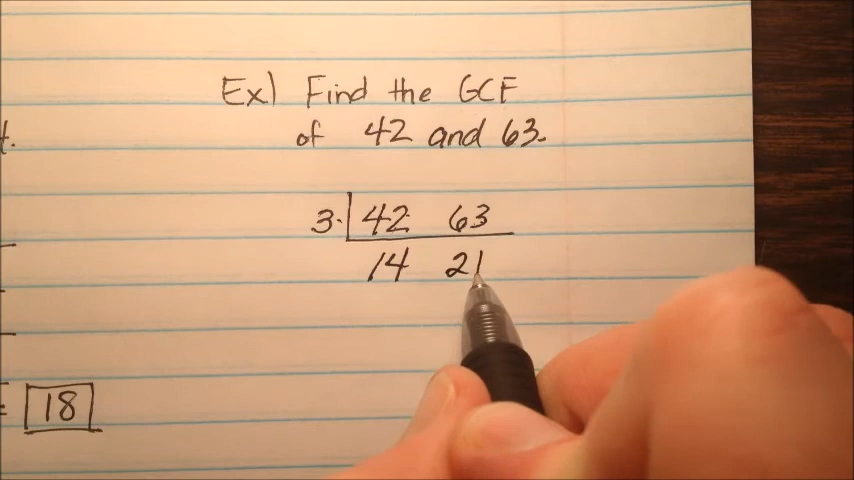 Ex) Find the GCF
of 42 and 63.
3· 42 63
14 21
t.
= 18